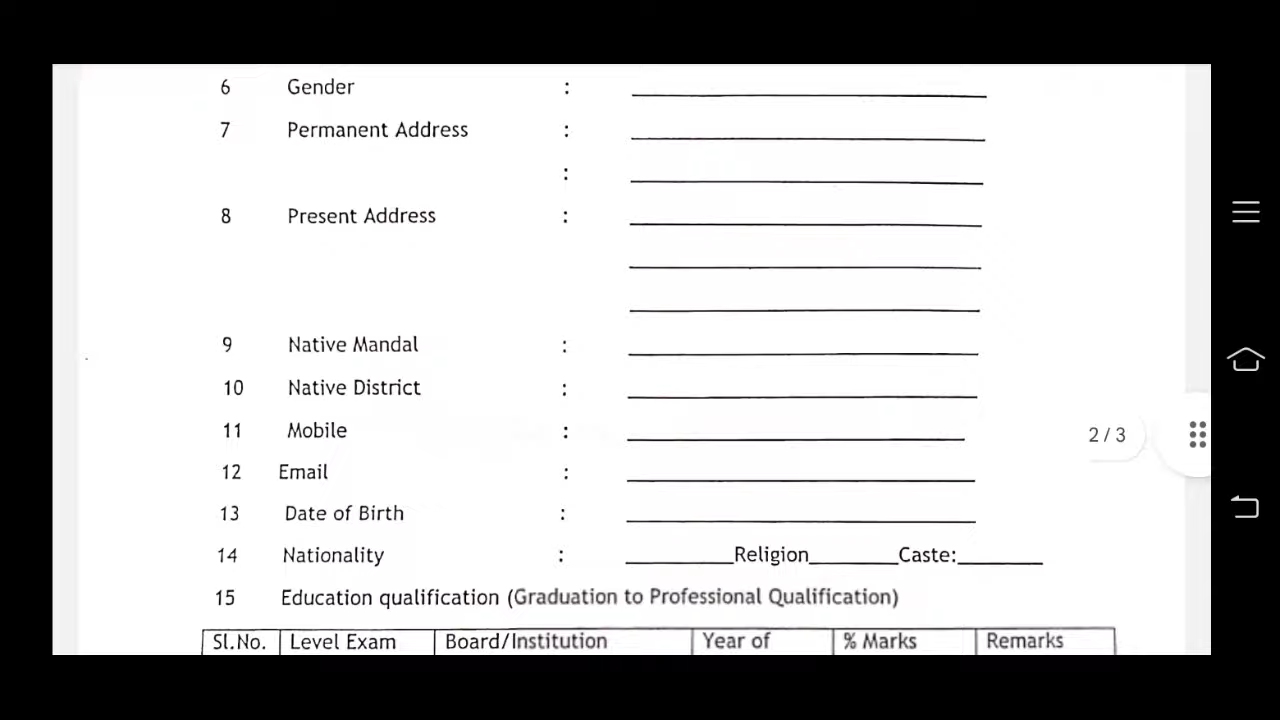 6 Gender : 
7 Permanent Address :
:
8 Present Address :
9 Native Mandal :
10 Native District :
11 Mobile :
12 Email :
13 Date of Birth :
14 Nationality : ________Religion_______Caste:_______
15 Education qualification (Graduation to Professional Qualification)
Sl.No. Level Exam Board/Institution Year of % Marks Remarks
2/3